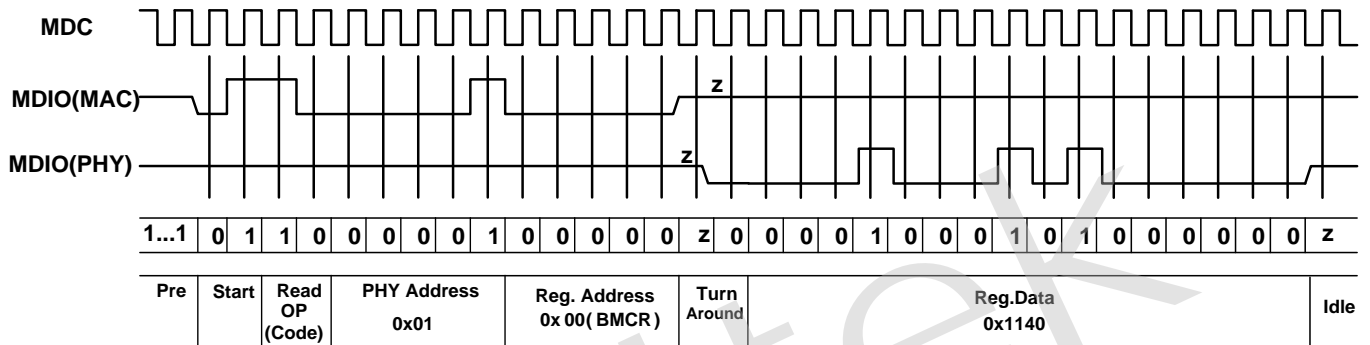 MDC
MDIO(MAC)
z
MDIO(PHY)
z
1...1 0 1 1 0 0 0 0 0 1 0 0 0 0 0 z 0 0 0 0 1 0 0 0 1 0 1 0 0 0 0 0 0 z
Pre Start Read OP (Code) PHY Address 0x01 Reg. Address 0x 00( BMCR ) Turn Around Reg.Data 0x1140 Idle